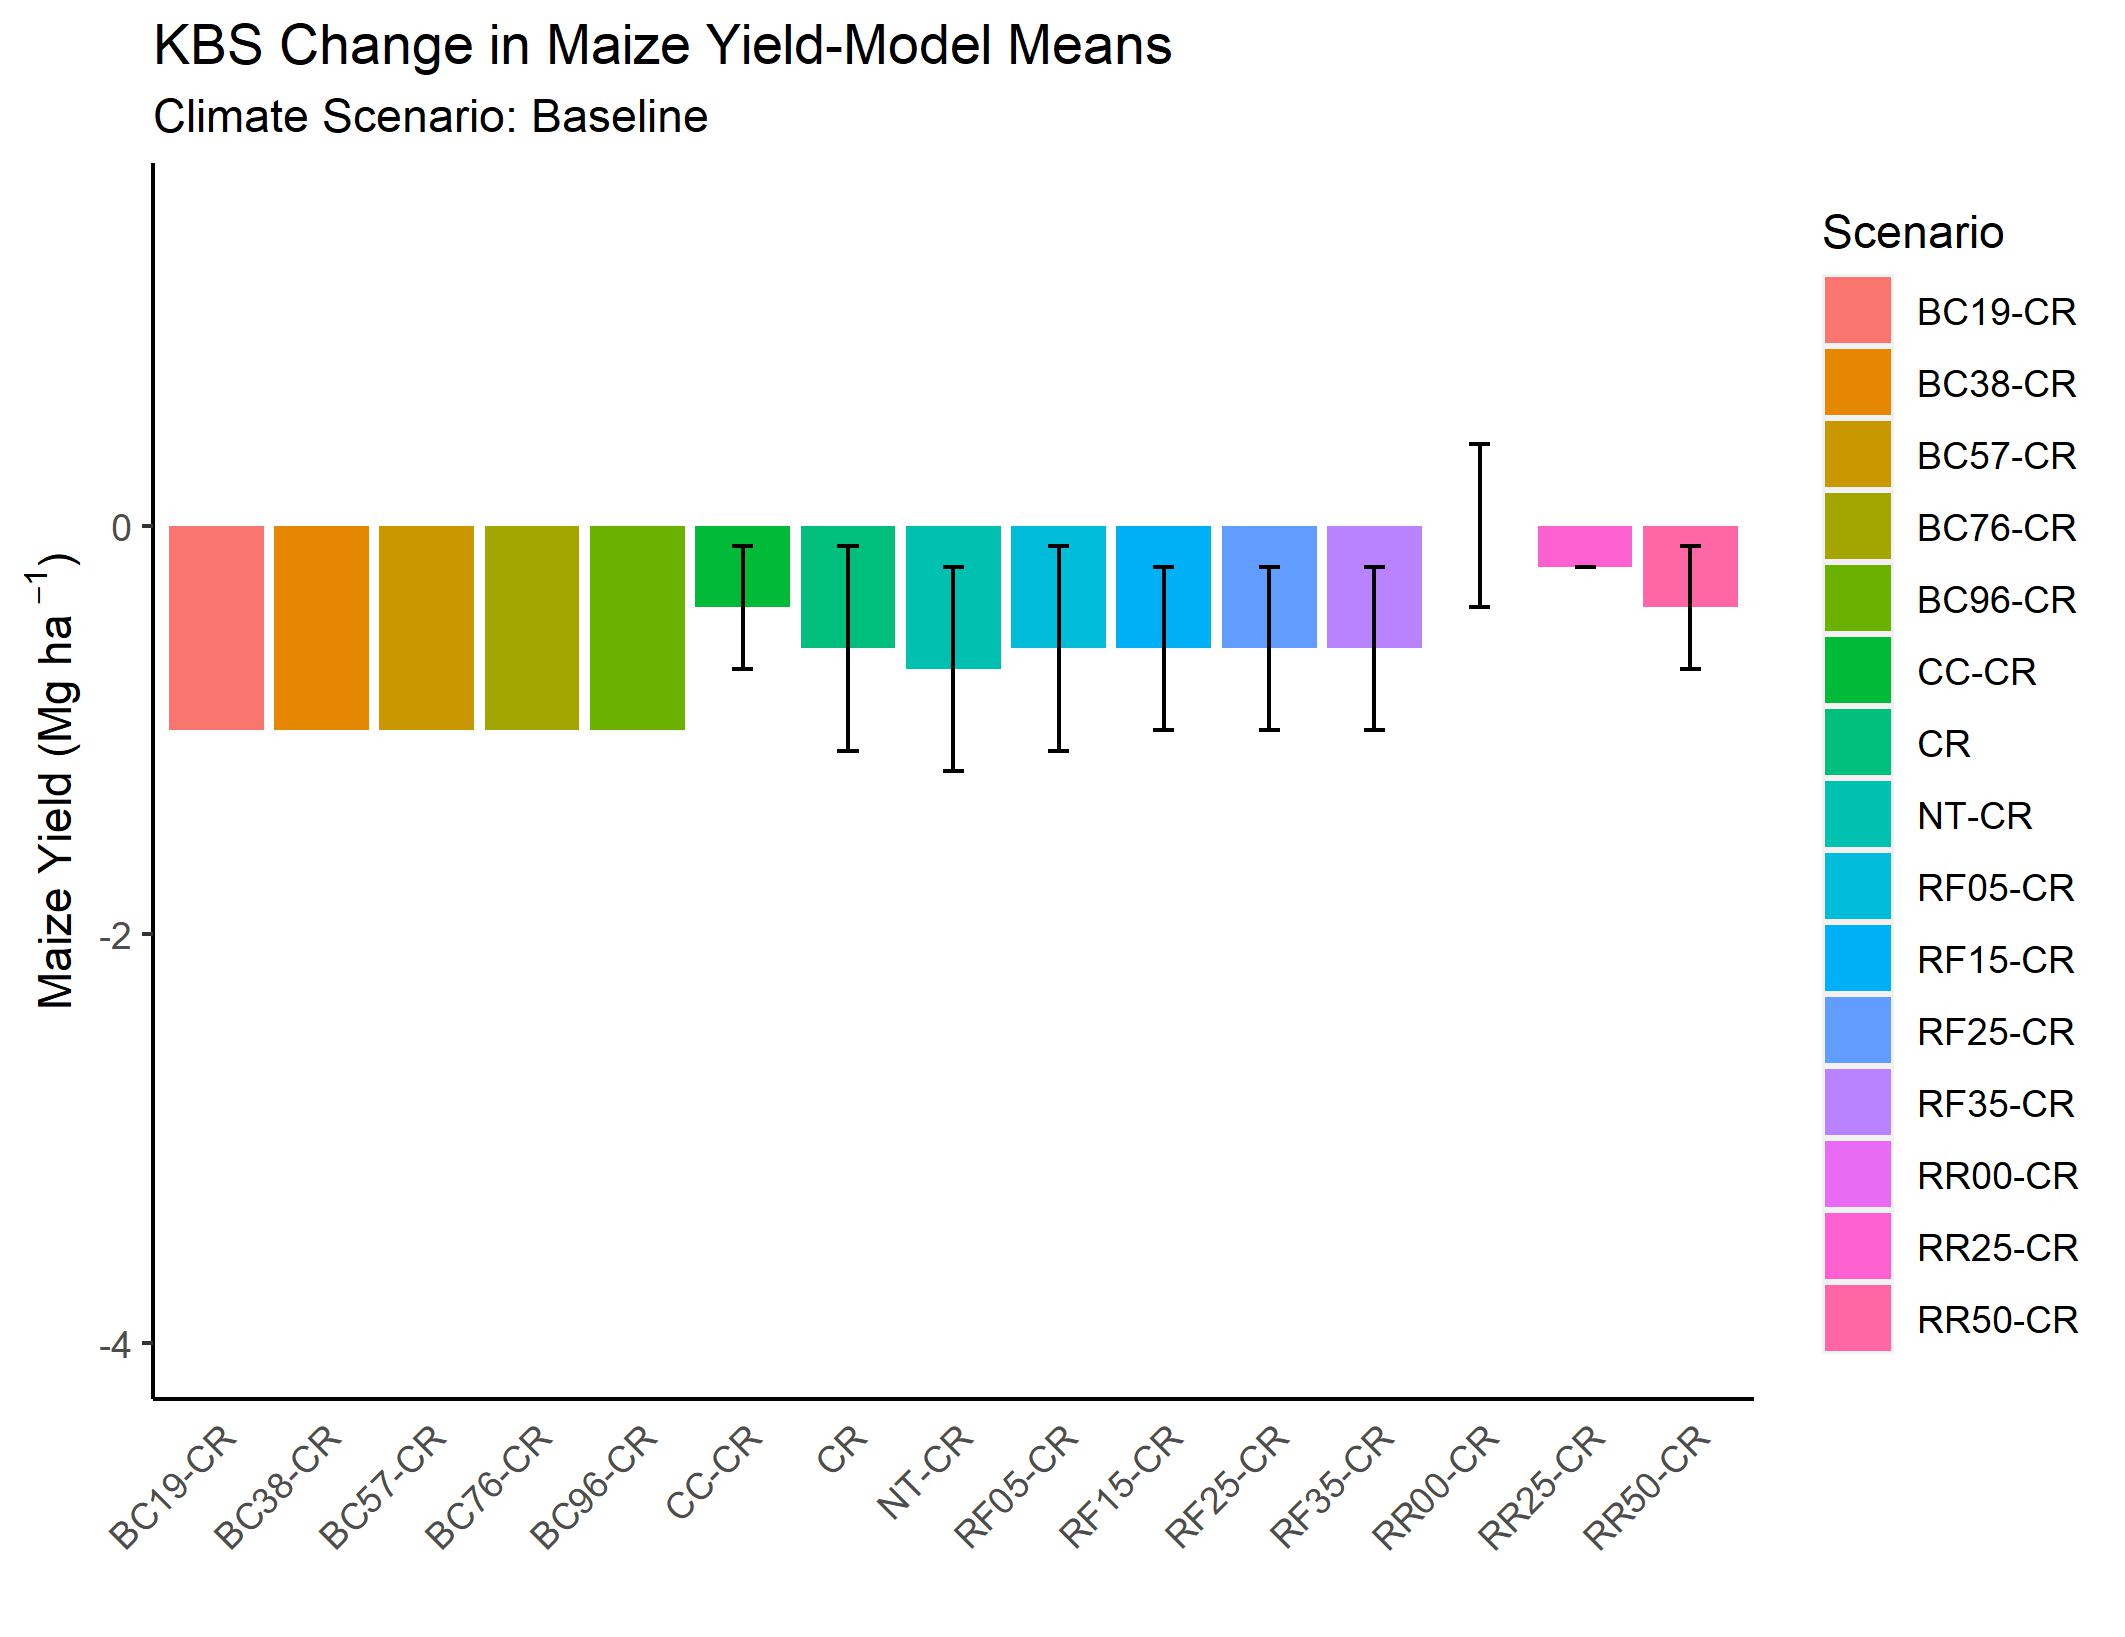 KBS Change in Maize Yield-Model Means
Climate Scenario: Baseline
Maize Yield (Mg ha ⁻¹)
0
-2
-4
BC19-CR
BC38-CR
BC57-CR
BC76-CR
BC96-CR
CC-CR
CR
NT-CR
RF05-CR
RF15-CR
RF25-CR
RF35-CR
RR00-CR
RR25-CR
RR50-CR
Scenario
BC19-CR
BC38-CR
BC57-CR
BC76-CR
BC96-CR
CC-CR
CR
NT-CR
RF05-CR
RF15-CR
RF25-CR
RF35-CR
RR00-CR
RR25-CR
RR50-CR